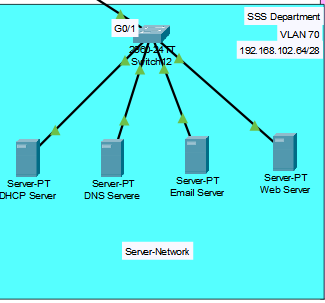 SSS Department
G0/1
VLAN 70
2960-24TT
192.168.102.64/28
Switch12
Server-PT
DHCP Server
Server-PT
DNS Servere
Server-PT
Email Server
Server-PT
Web Server
Server-Network